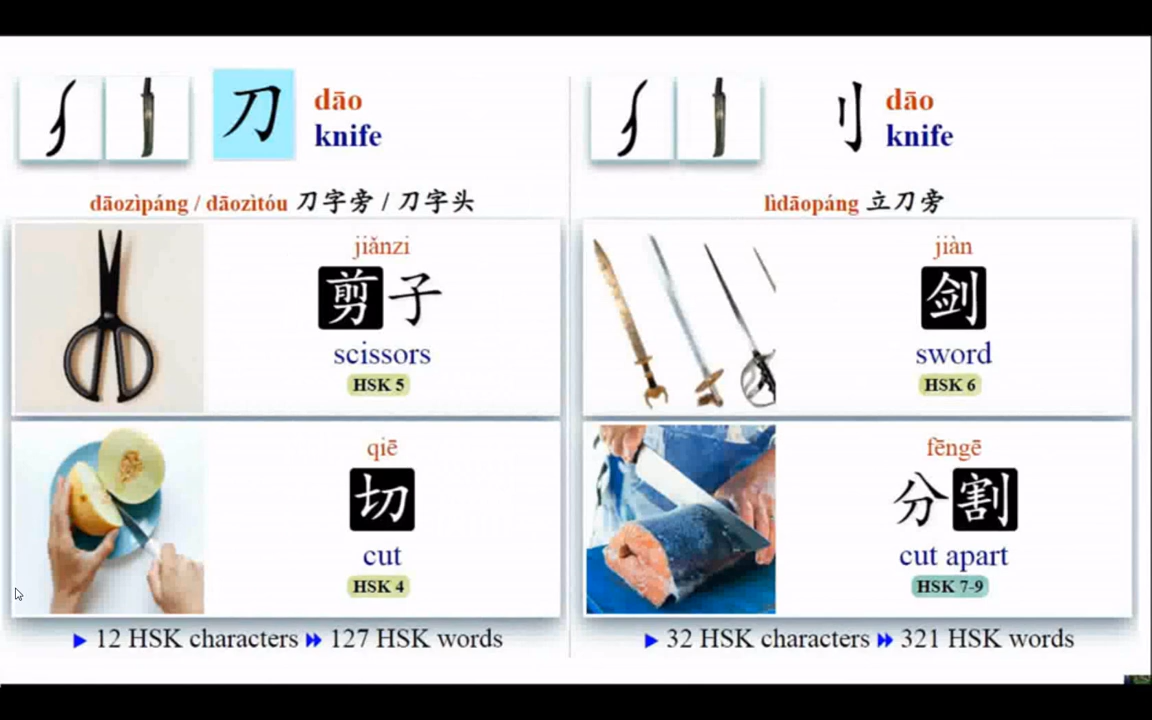 刀
dāo
knife
dāozìpáng / dāozìtóu 刀字旁 / 刀字头
jiǎnzi
剪子
scissors
HSK 5
qiē
切
cut
HSK 4
▶ 12 HSK characters ▶▶ 127 HSK words
刂
dāo
knife
lìdāopáng 立刀旁
jiàn
剑
sword
HSK 6
fēngē
分割
cut apart
HSK 7-9
▶ 32 HSK characters ▶▶ 321 HSK words